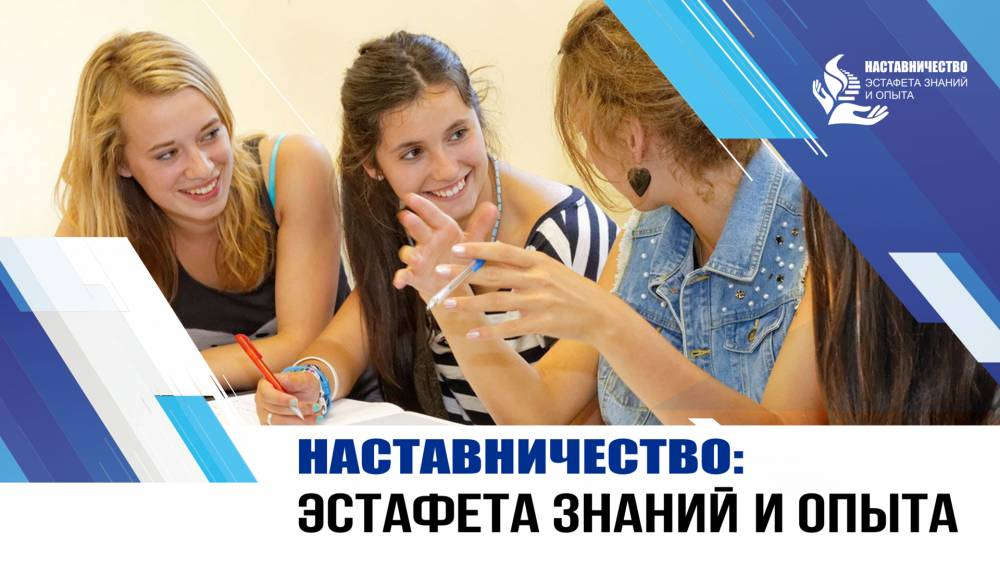 НАСТАВНИЧЕСТВО
ЭСТАФЕТА ЗНАНИЙ
И ОПЫТА
НАСТАВНИЧЕСТВО:
ЭСТАФЕТА ЗНАНИЙ И ОПЫТА